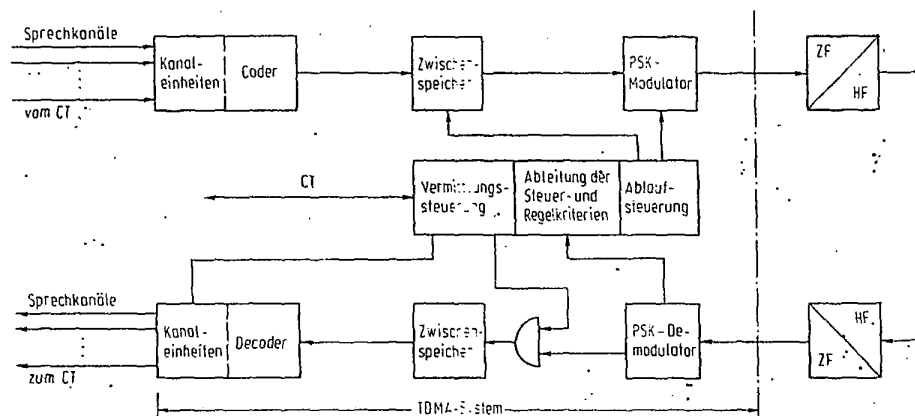 Sprechkanäle
vom CT
Kanal-
einheiten
Coder
Zwischen-
speicher
PSK-
Modulator
ZF
HF
CT
Vermittlungs-
steuerung
Ableitung der
Steuer- und
Regelkriterien
Ablauf-
steuerung
Sprechkanäle
zum CT
Kanal-
einheiten
Decoder
Zwischen-
speicher
PSK-De-
modulator
HF
ZF
TDMA-System